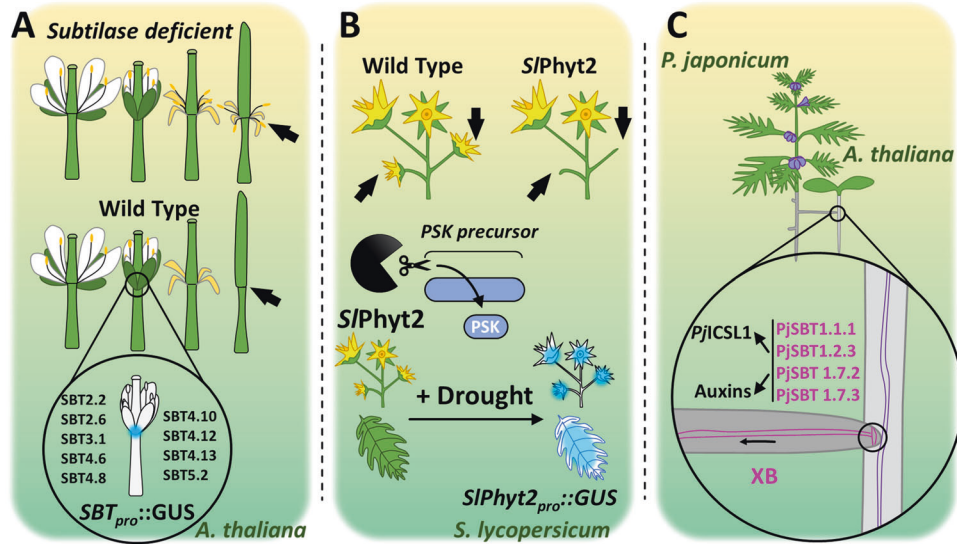 A
Subtilase deficient
Wild Type
SBT2.2
SBT2.6
SBT3.1
SBT4.6
SBT4.8
SBT4.10
SBT4.12
SBT4.13
SBT5.2
SBTpro::GUS
A. thaliana
B
Wild Type
SlPhyt2
PSK precursor
PSK
SlPhyt2
+ Drought
SlPhyt2pro::GUS
S. lycopersicum
C
P. japonicum
A. thaliana
PjICSL1
Auxins
PjSBT1.1.1
PjSBT1.2.3
PjSBT 1.7.2
PjSBT 1.7.3
XB